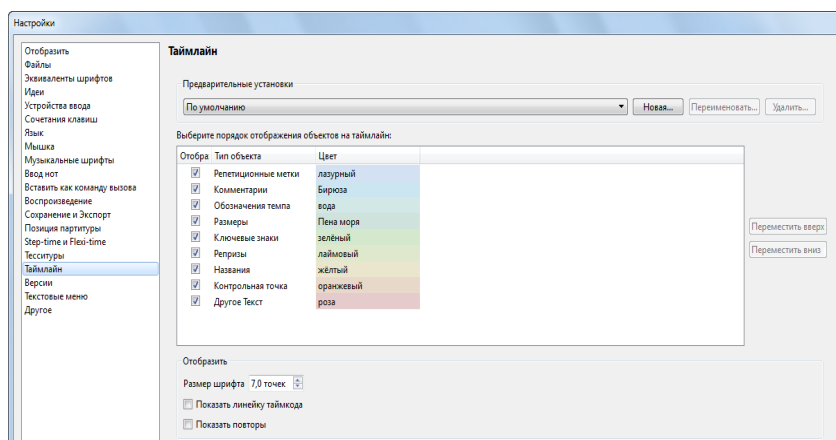 Настройки
Отобразить
Файлы
Эквиваленты шрифтов
Идеи
Устройства ввода
Сочетания клавиш
Язык
Мышка
Музыкальные шрифты
Ввод нот
Вставить как команду вызова
Воспроизведение
Сохранение и Экспорт
Позиция партитуры
Step-time и Flexi-time
Тесситуры
Таймлайн
Версии
Текстовые меню
Другое
Таймлайн
Предварительные установки
По умолчанию Новая... Переименовать... Удалить...
Выберите порядок отображения объектов на таймлайн:
Отобра Тип объекта Цвет
Репетиционные метки лазурный
Комментарии Бирюза
Обозначения темпа вода
Размеры Пена моря
Ключевые знаки зелёный
Репризы лаймовый
Названия жёлтый
Контрольная точка оранжевый
Другое Текст роза
Переместить вверх
Переместить вниз
Отобразить
Размер шрифта 7,0 точек
Показать линейку таймкода
Показать повторы